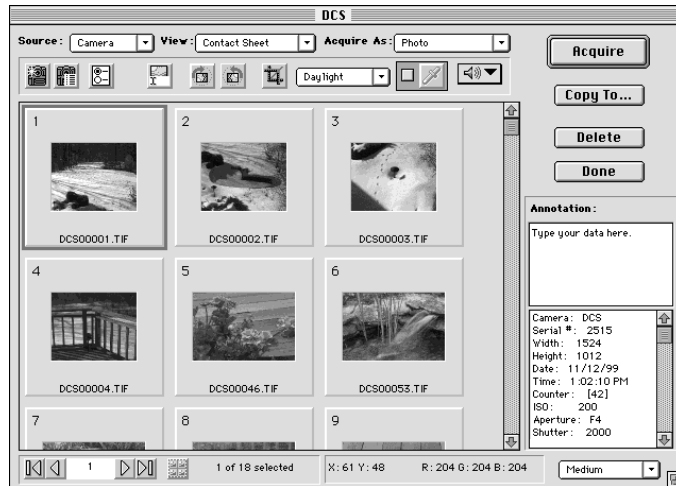 DCS
Source: Camera View: Contact Sheet Acquire As: Photo
Acquire
Daylight
Copy To...
Delete
Done
1
2
3
DCS00001.TIF
DCS00002.TIF
DCS00003.TIF
Annotation:
Type your data here.
4
5
6
DCS00004.TIF
DCS00046.TIF
DCS00053.TIF
Camera: DCS
Serial #: 2515
Width: 1524
Height: 1012
Date: 11/12/99
Time: 1:02:10 PM
Counter: [42]
ISO: 200
Aperture: F4
Shutter: 2000
7
8
9
1
1 of 18 selected
X: 61 Y: 48
R: 204 G: 204 B: 204
Medium